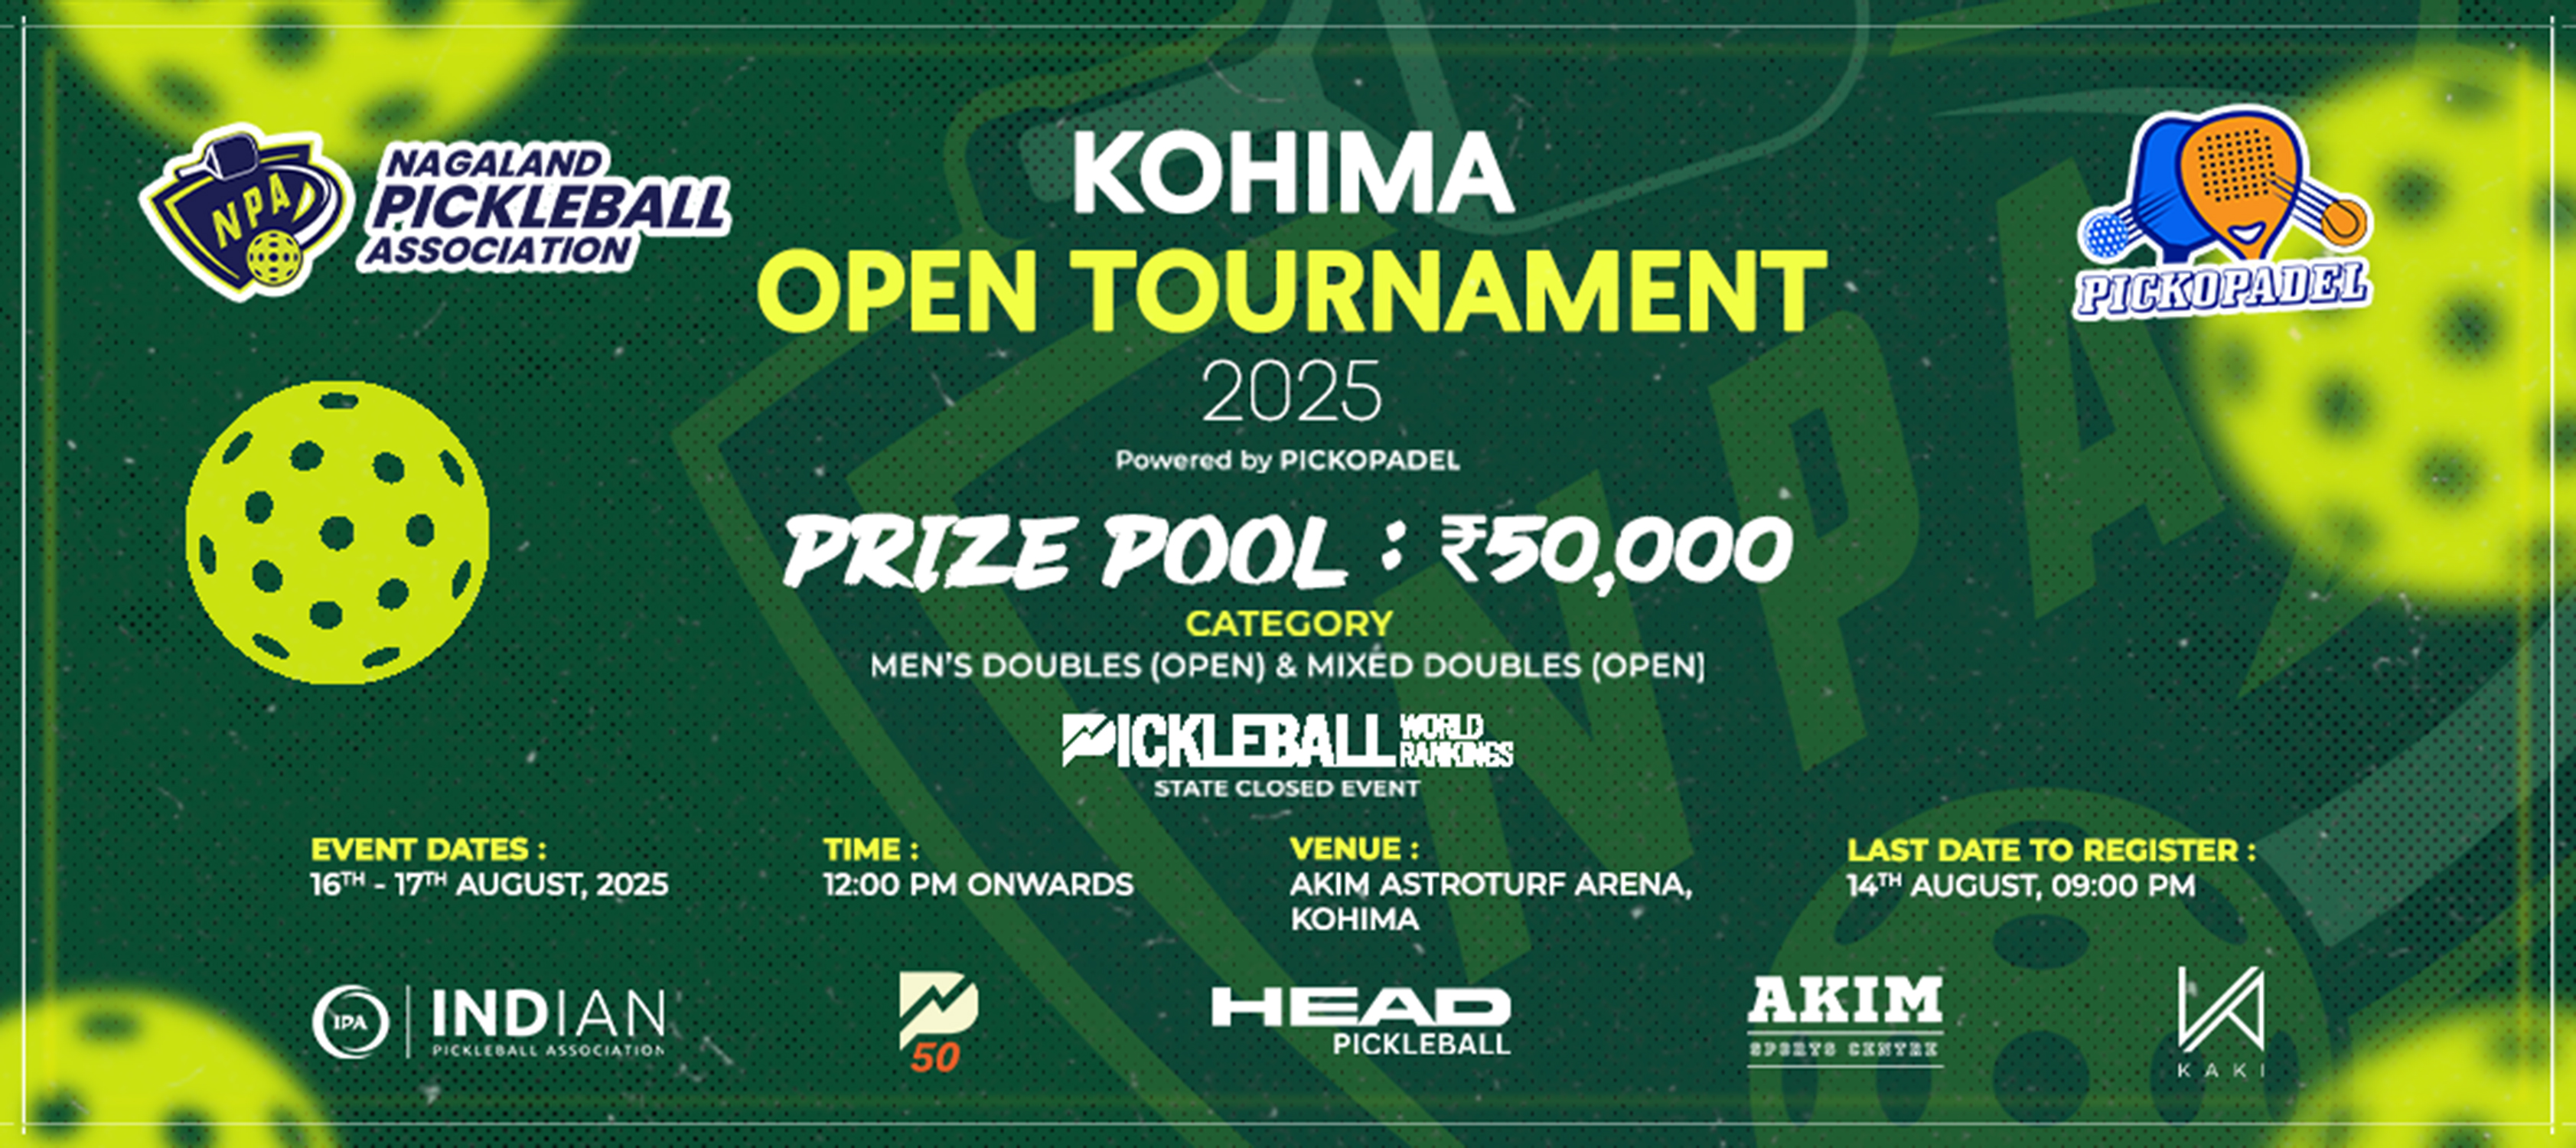 NPA
NAGALAND
PICKLEBALL
ASSOCIATION
KOHIMA
OPEN TOURNAMENT
2025
Powered by PICKOPADEL
PICKOPADEL
PRIZE POOL : ₹50,000
CATEGORY
MEN'S DOUBLES (OPEN) & MIXED DOUBLES (OPEN]
PICKLEBALL WORLD RANKINGS
STATE CLOSED EVENT
EVENT DATES :
16TH - 17TH AUGUST, 2025
TIME :
12:00 PM ONWARDS
VENUE :
AKIM ASTROTURF ARENA,
KOHIMA
LAST DATE TO REGISTER :
14TH AUGUST, 09:00 PM
IPA
INDIAN
PICKLEBALL ASSOCIATION
P
50
HEAD
PICKLEBALL
AKIM
SPORTS CENTRE
KAKI
NPA